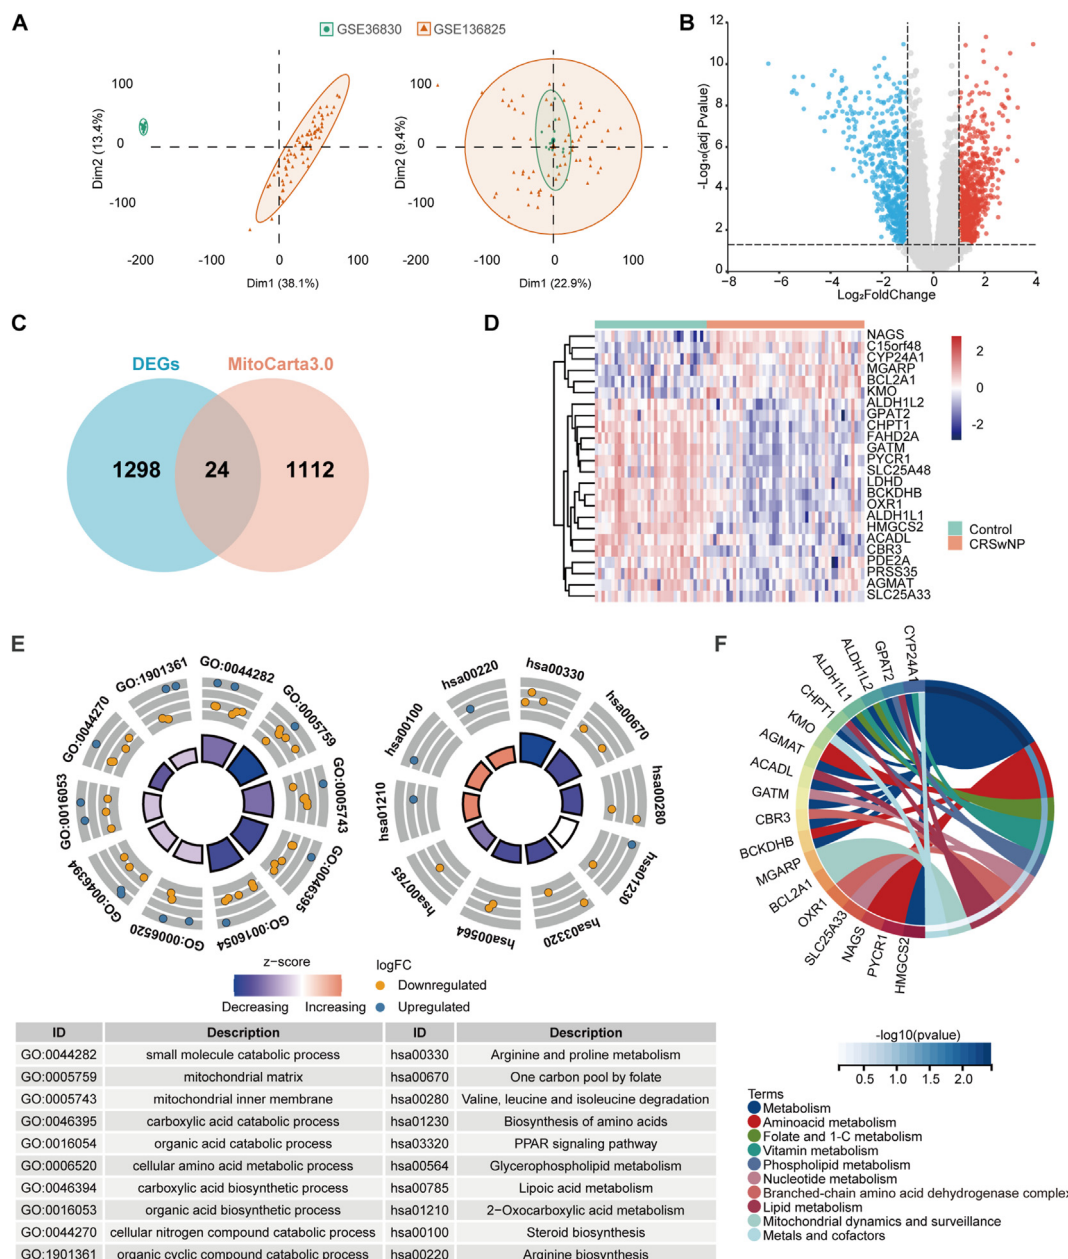 A
GSE36830 GSE136825
100
0
-100
-200 -100 0 100
Dim1 (38.1%)
Dim2 (13.4%)
100
0
-100
-200 -100 0 100
Dim1 (22.9%)
Dim2 (9.4%)
B
12
10
8
6
4
2
0
-8 -6 -4 -2 0 2 4
-Log₁₀(adj Pvalue)
Log₂FoldChange
C
DEGs MitoCarta3.0
1298 24 1112
D
NAGS
C15orf48
CYP24A1
MGARP
BCL2A1
KMO
ALDH1L2
GPAT2
CHPT1
FAHD2A
GATM
PYCR1
SLC25A48
LDHD
BCKDHB
OXR1
ALDH1L1
HMGCS2
ACADL
CBR3
PDE2A
PRSS35
AGMAT
SLC25A33
2
0
-2
Control
CRSwNP
E
GO:0044282
GO:0005759
GO:0005743
GO:0046395
GO:0016054
GO:0006520
GO:0046394
GO:0016053
GO:0044270
GO:1901361
hsa00330
hsa00670
hsa00280
hsa01230
hsa03320
hsa00564
hsa00785
hsa01210
hsa00100
hsa00220
z-score
Decreasing Increasing
logFC
Downregulated
Upregulated
ID Description ID Description
GO:0044282 small molecule catabolic process hsa00330 Arginine and proline metabolism
GO:0005759 mitochondrial matrix hsa00670 One carbon pool by folate
GO:0005743 mitochondrial inner membrane hsa00280 Valine, leucine and isoleucine degradation
GO:0046395 carboxylic acid catabolic process hsa01230 Biosynthesis of amino acids
GO:0016054 organic acid catabolic process hsa03320 PPAR signaling pathway
GO:0006520 cellular amino acid metabolic process hsa00564 Glycerophospholipid metabolism
GO:0046394 carboxylic acid biosynthetic process hsa00785 Lipoic acid metabolism
GO:0016053 organic acid biosynthetic process hsa01210 2-Oxocarboxylic acid metabolism
GO:0044270 cellular nitrogen compound catabolic process hsa00100 Steroid biosynthesis
GO:1901361 organic cyclic compound catabolic process hsa00220 Arginine biosynthesis
F
CYP24A1
GPAT2
ALDH1L2
ALDH1L1
CHPT1
KMO
AGMAT
ACADL
GATM
CBR3
BCKDHB
MGARP
BCL2A1
OXR1
SLC25A33
NAGS
PYCR1
HMGCS2
-log10(pvalue)
0.5 1.0 1.5 2.0
Terms
Metabolism
Aminoacid metabolism
Folate and 1-C metabolism
Vitamin metabolism
Phospholipid metabolism
Nucleotide metabolism
Branched-chain amino acid dehydrogenase complex
Lipid metabolism
Mitochondrial dynamics and surveillance
Metals and cofactors